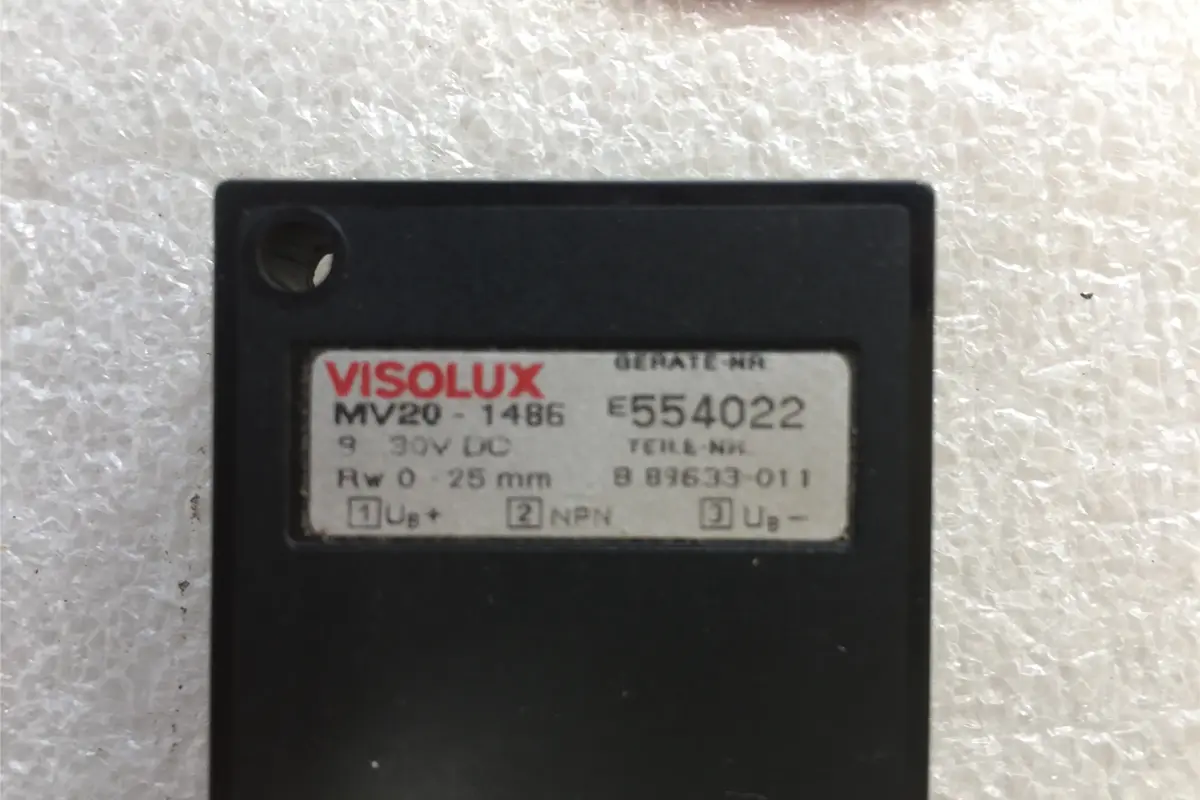 VISOLUX
MV20 - 1486
9 30V DC
Rw 0 - 25 mm
GERÄTE-NR
E554022
TEILE-NR.
8 89633-011
1 UB + 2 NPN 3 UB -